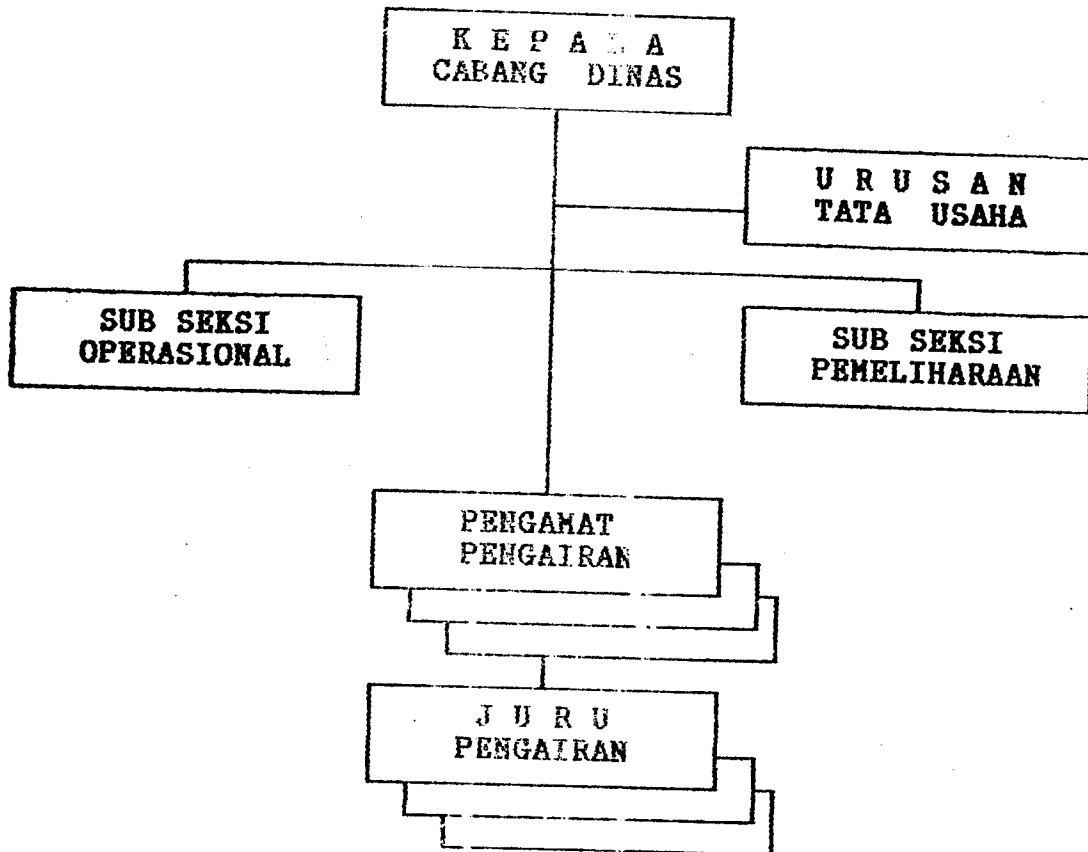 K E P A L A
CABANG DINAS
U R U S A N
TATA USAHA
SUB SEKSI
OPERASIONAL
SUB SEKSI
PEMELIHARAAN
PENGAMAT
PENGAIRAN
J U R U
PENGAIRAN